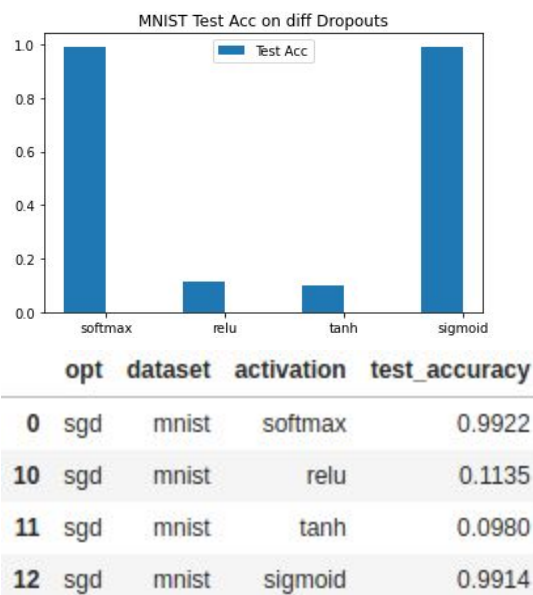 MNIST Test Acc on diff Dropouts
Test Acc
1.0
0.8
0.6
0.4
0.2
0.0
softmax relu tanh sigmoid
opt dataset activation test_accuracy
0 sgd mnist softmax 0.9922
10 sgd mnist relu 0.1135
11 sgd mnist tanh 0.0980
12 sgd mnist sigmoid 0.9914